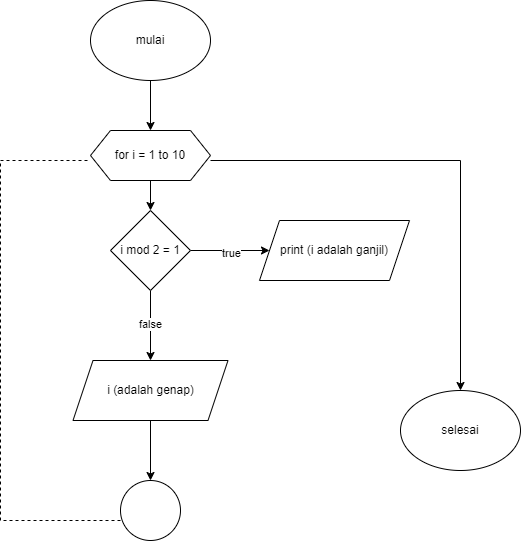 mulai
for i = 1 to 10
i mod 2 = 1
true
print (i adalah ganjil)
false
i (adalah genap)
selesai